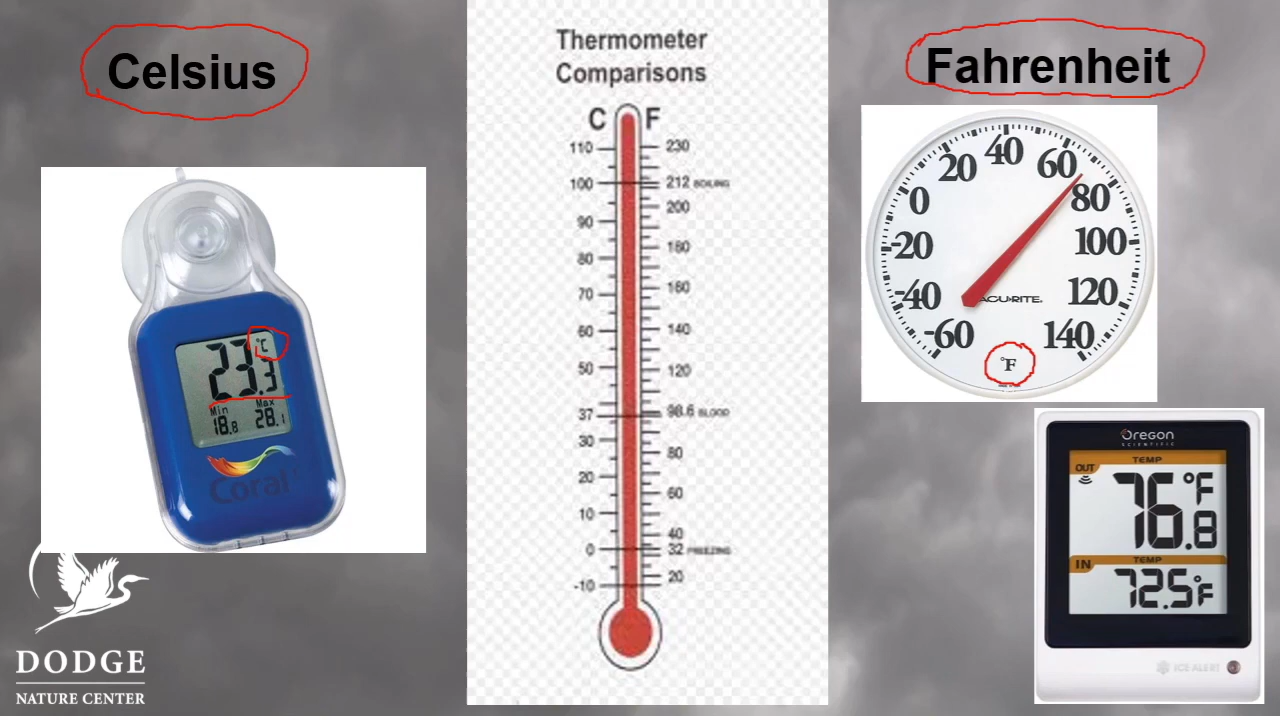 Celsius
23.3 °C
Min Max
18.8 28.1
Coral
DODGE
NATURE CENTER
Thermometer
Comparisons
C F
110 230
100 212 BOILING
200
90
180
80
70 160
60 140
50 120
37 98.6 BLOOD
30
80
20
60
10
40
0 32 FREEZING
20
-10
Fahrenheit
-60 -40 -20 0 20 40 60 80 100 120 140
ACURITE.
°F
Oregon
SCIENTIFIC
TEMP
OUT
76.8 °F
TEMP
IN
72.5°F
ICE ALERT